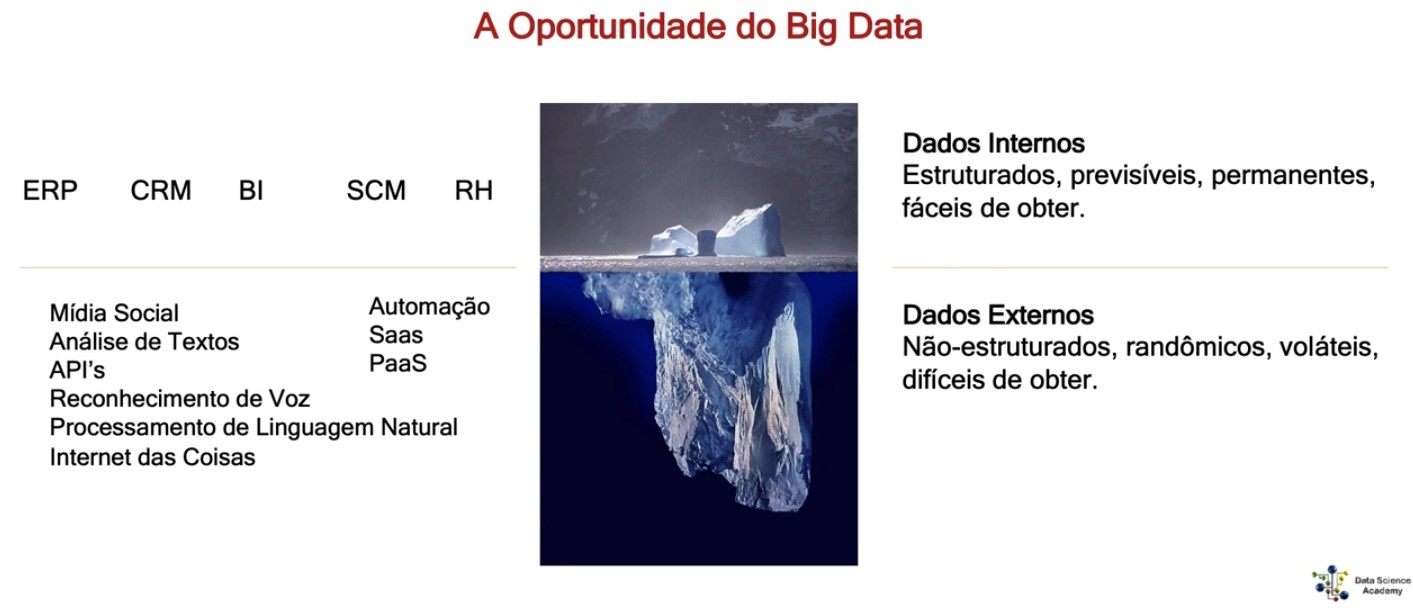 A Oportunidade do Big Data
ERP CRM BI SCM RH
Dados Internos
Estruturados, previsíveis, permanentes,
fáceis de obter.
Mídia Social
Análise de Textos
API’s
Reconhecimento de Voz
Processamento de Linguagem Natural
Internet das Coisas
Automação
Saas
PaaS
Dados Externos
Não-estruturados, randômicos, voláteis,
difíceis de obter.
Data Science
Academy